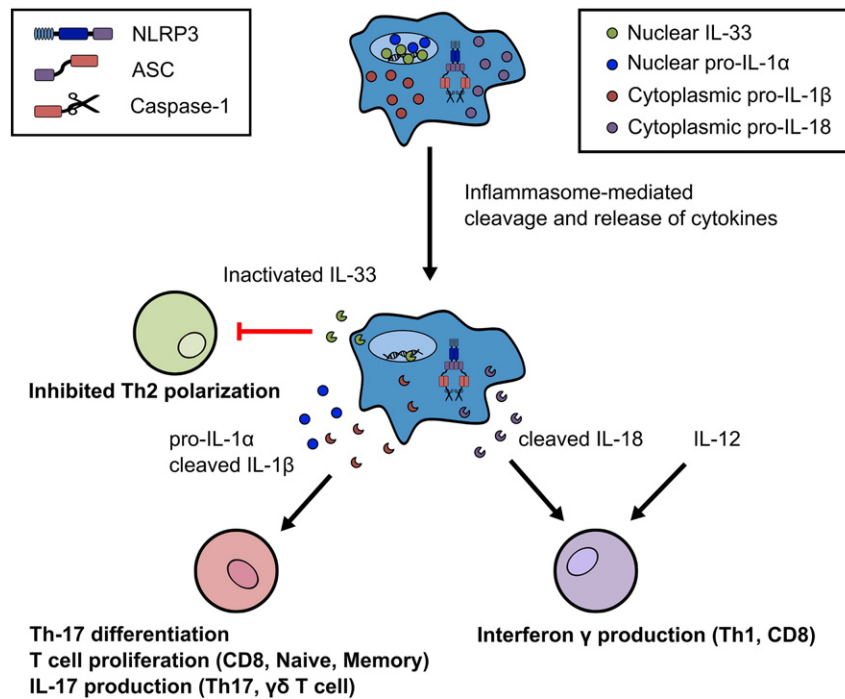 NLRP3
ASC
Caspase-1
Nuclear IL-33
Nuclear pro-IL-1α
Cytoplasmic pro-IL-1β
Cytoplasmic pro-IL-18
Inflammasome-mediated
cleavage and release of cytokines
Inactivated IL-33
Inhibited Th2 polarization
pro-IL-1α
cleaved IL-1β
cleaved IL-18
IL-12
Th-17 differentiation
T cell proliferation (CD8, Naive, Memory)
IL-17 production (Th17, γδ T cell)
Interferon γ production (Th1, CD8)